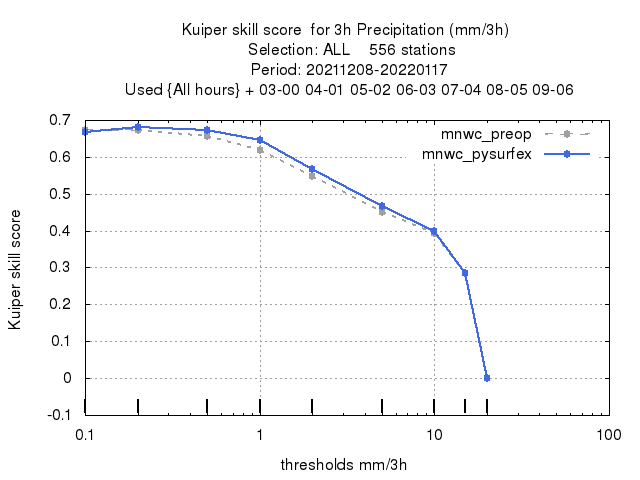 Kuiper skill score  for 3h Precipitation (mm/3h)
Selection: ALL    556 stations
Period: 20211208-20220117
Used {All hours} + 03-00 04-01 05-02 06-03 07-04 08-05 09-06
mnwc_preop
mnwc_pysurfex
Kuiper skill score
0.7
0.6
0.5
0.4
0.3
0.2
0.1
0
-0.1
0.1 1 10 100
thresholds mm/3h